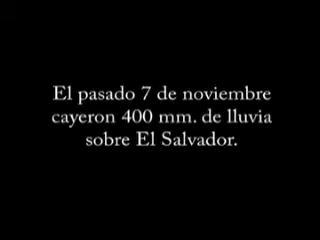 El pasado 7 de noviembre
cayeron 400 mm. de lluvia
sobre El Salvador.